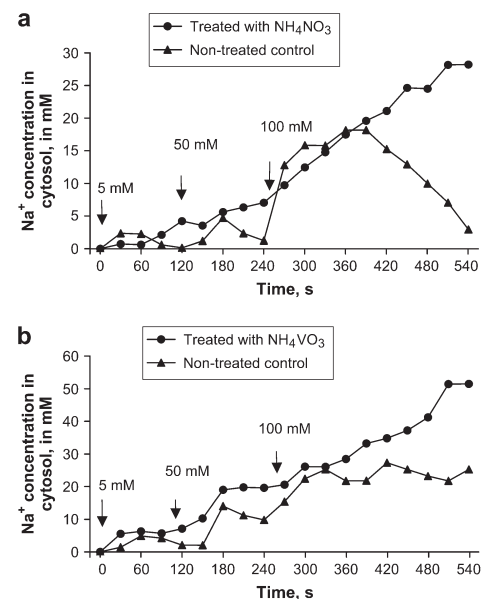 a
Treated with NH4NO3
Non-treated control
Na+ concentration in
cytosol, in mM
30
25
20
15
10
5
0
5 mM
50 mM
100 mM
0 60 120 180 240 300 360 420 480 540
Time, s
b
Treated with NH4VO3
Non-treated control
Na+ concentration in
cytosol, in mM
60
50
40
30
20
10
0
5 mM
50 mM
100 mM
0 60 120 180 240 300 360 420 480 540
Time, s